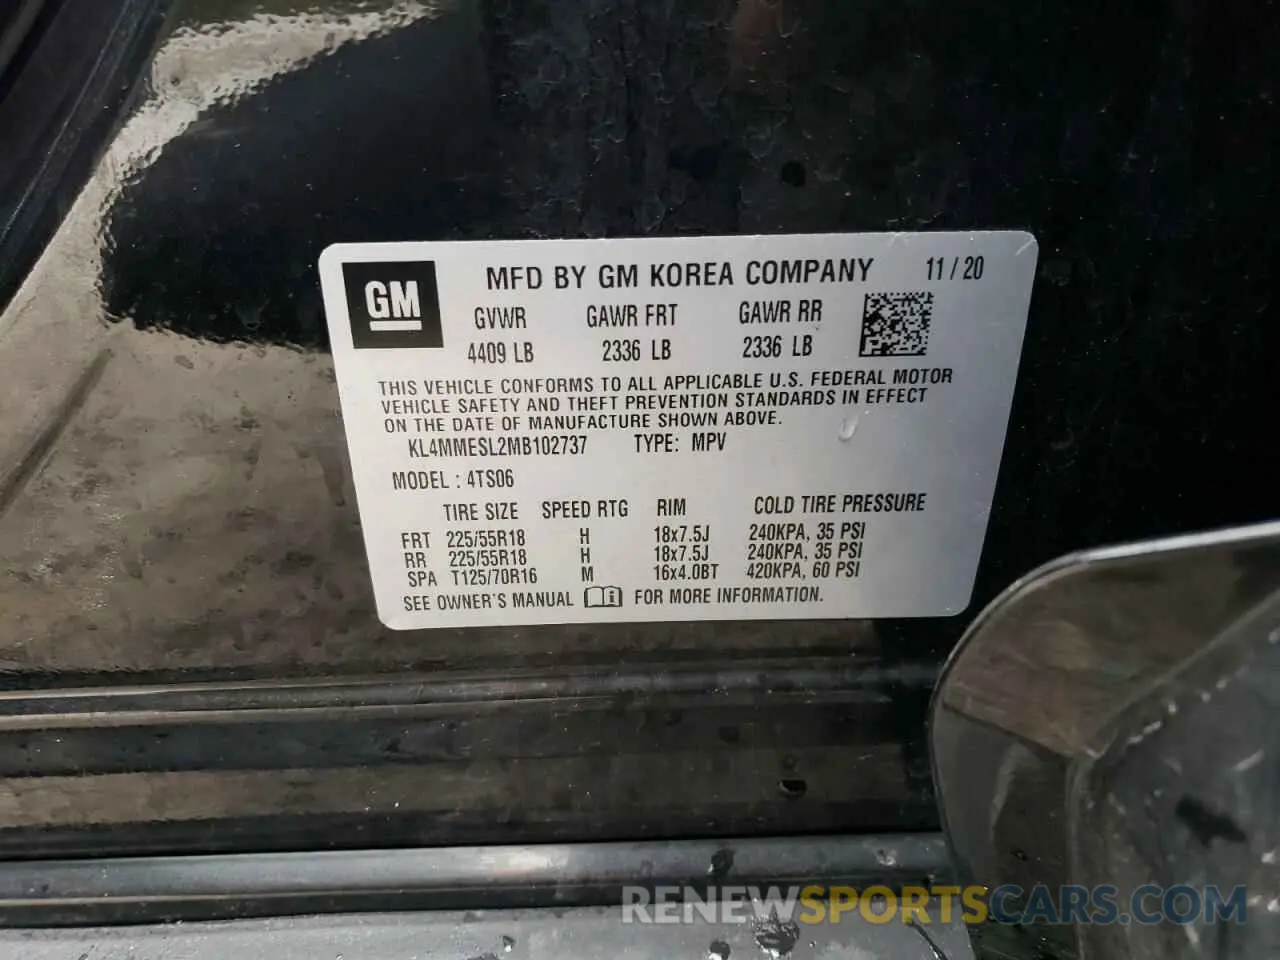 GM
MFD BY GM KOREA COMPANY 11/20
GVWR GAWR FRT GAWR RR
4409 LB 2336 LB 2336 LB
THIS VEHICLE CONFORMS TO ALL APPLICABLE U.S. FEDERAL MOTOR
VEHICLE SAFETY AND THEFT PREVENTION STANDARDS IN EFFECT
ON THE DATE OF MANUFACTURE SHOWN ABOVE.
KL4MMESL2MB102737 TYPE: MPV
MODEL : 4TS06
TIRE SIZE SPEED RTG RIM COLD TIRE PRESSURE
FRT 225/55R18 H 18x7.5J 240KPA, 35 PSI
RR 225/55R18 H 18x7.5J 240KPA, 35 PSI
SPA T125/70R16 M 16x4.0BT 420KPA, 60 PSI
SEE OWNER'S MANUAL FOR MORE INFORMATION.
RENEWSPORTSCARS.COM